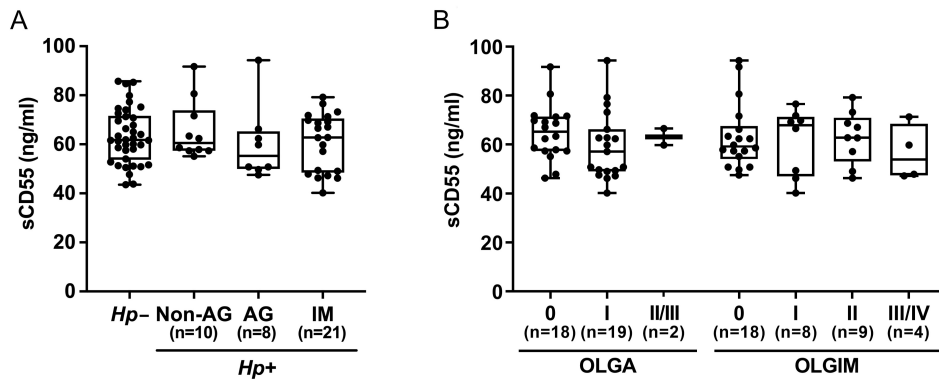 A
sCD55 (ng/ml)
100
80
60
40
20
0
Hp– Non-AG AG IM
(n=10) (n=8) (n=21)
Hp+
B
sCD55 (ng/ml)
100
80
60
40
20
0
0 I II/III 0 I II III/IV
(n=18) (n=19) (n=2) (n=18) (n=8) (n=9) (n=4)
OLGA OLGIM